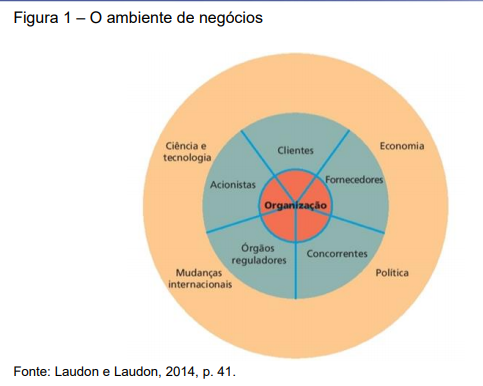 Figura 1 – O ambiente de negócios
Ciência e
tecnologia
Clientes
Economia
Acionistas
Fornecedores
Organização
Órgãos
reguladores
Concorrentes
Mudanças
internacionais
Política
Fonte: Laudon e Laudon, 2014, p. 41.